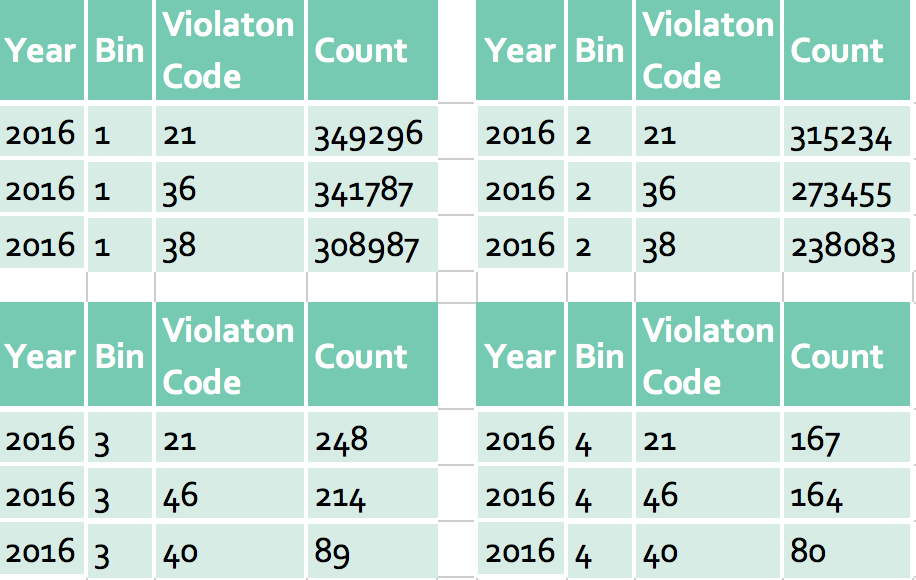 Year Bin Violaton Code Count
2016 1 21 349296
2016 1 36 341787
2016 1 38 308987
Year Bin Violaton Code Count
2016 2 21 315234
2016 2 36 273455
2016 2 38 238083
Year Bin Violaton Code Count
2016 3 21 248
2016 3 46 214
2016 3 40 89
Year Bin Violaton Code Count
2016 4 21 167
2016 4 46 164
2016 4 40 80